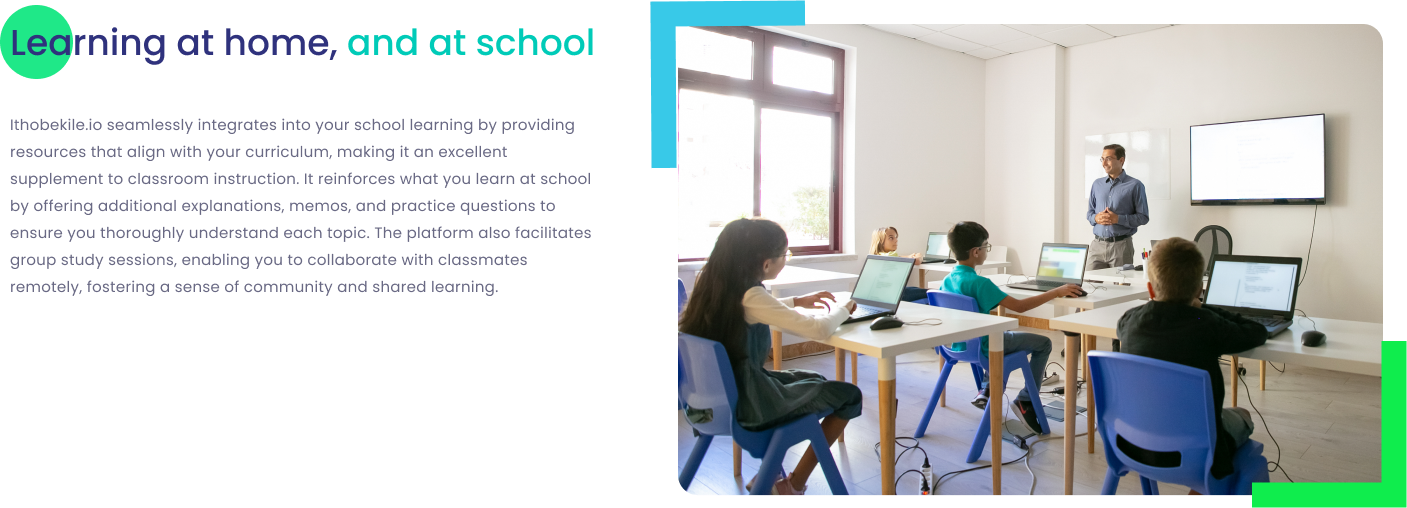 Learning at home, and at school
Ithobekile.io seamlessly integrates into your school learning by providing
resources that align with your curriculum, making it an excellent
supplement to classroom instruction. It reinforces what you learn at school
by offering additional explanations, memos, and practice questions to
ensure you thoroughly understand each topic. The platform also facilitates
group study sessions, enabling you to collaborate with classmates
remotely, fostering a sense of community and shared learning.